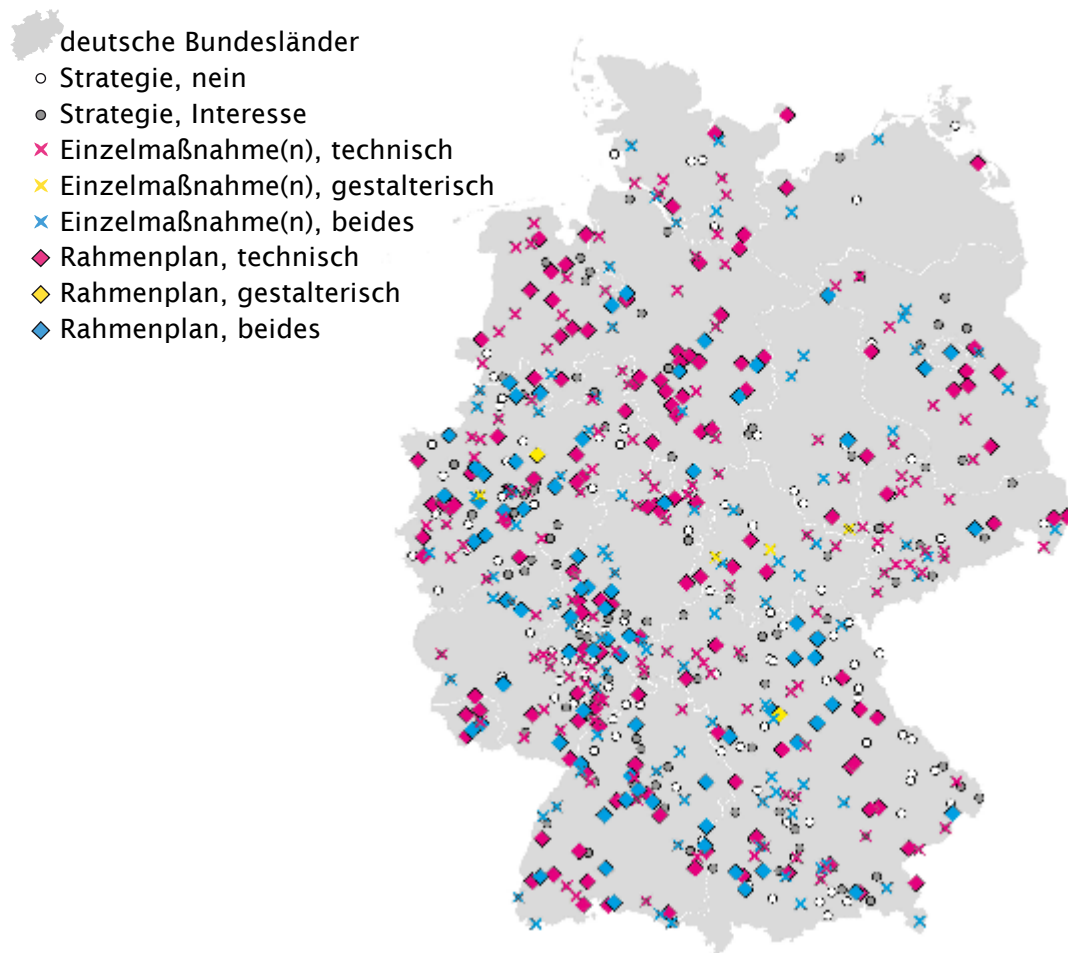 deutsche Bundesländer
Strategie, nein
Strategie, Interesse
Einzelmaßnahme(n), technisch
Einzelmaßnahme(n), gestalterisch
Einzelmaßnahme(n), beides
Rahmenplan, technisch
Rahmenplan, gestalterisch
Rahmenplan, beides